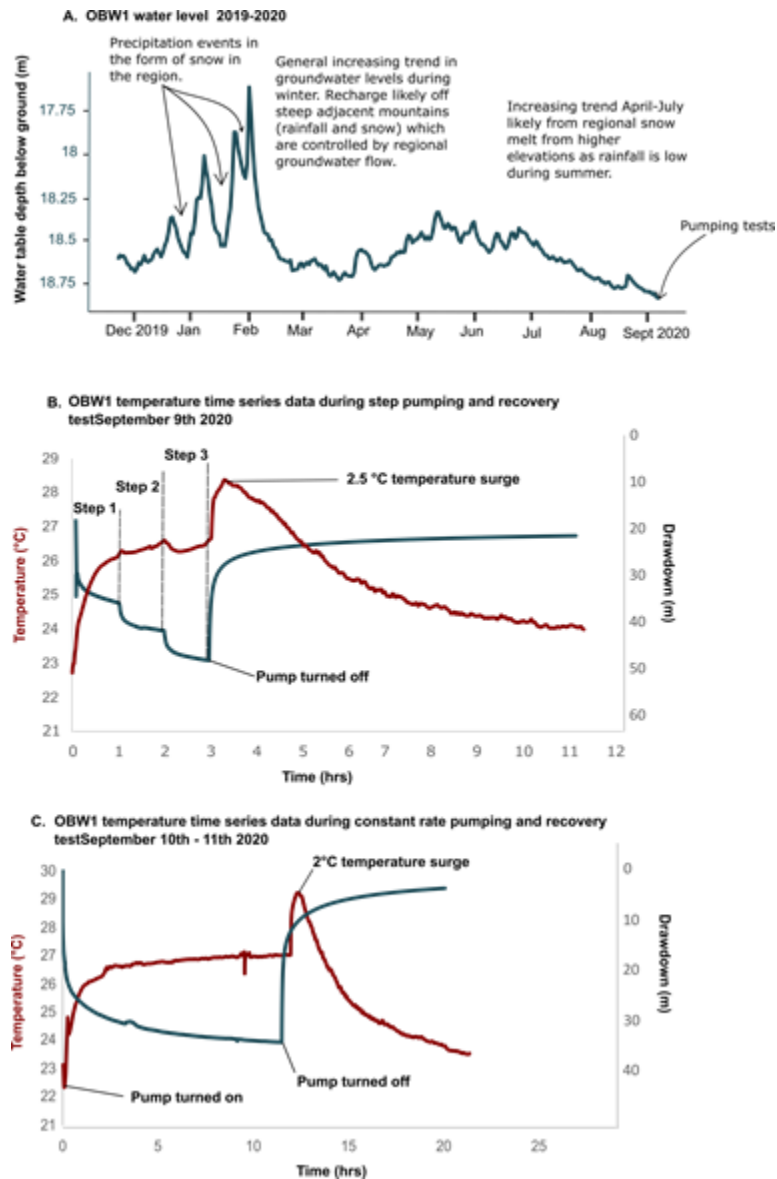 A. OBW1 water level 2019-2020
Precipitation events in
the form of snow in
the region.
General increasing trend in
groundwater levels during
winter. Recharge likely off
steep adjacent mountains
(rainfall and snow) which
are controlled by regional
groundwater flow.
Increasing trend April-July
likely from regional snow
melt from higher
elevations as rainfall is low
during summer.
Pumping tests
Water table depth below ground (m)
17.75
18
18.25
18.5
18.75
Dec 2019 Jan Feb Mar Apr May Jun Jul Aug Sept 2020
B. OBW1 temperature time series data during step pumping and recovery
testSeptember 9th 2020
Step 1
Step 2
Step 3
2.5 °C temperature surge
Pump turned off
Temperature (°C)
29
28
27
26
25
24
23
22
21
Drawdown (m)
0
10
20
30
40
50
60
0 1 2 3 4 5 6 7 8 9 10 11 12
Time (hrs)
C. OBW1 temperature time series data during constant rate pumping and recovery
testSeptember 10th - 11th 2020
2°C temperature surge
Pump turned on
Pump turned off
Temperature (°C)
30
29
28
27
26
25
24
23
22
21
Drawdown (m)
0
10
20
30
40
0 5 10 15 20 25
Time (hrs)